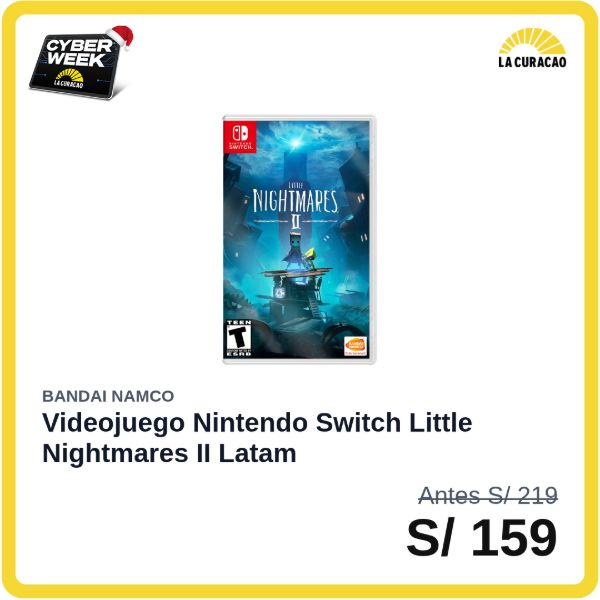 CYBER
WEEK
LA CURACAO
LA CURACAO
NINTENDO
SWITCH
LITTLE
NIGHTMARES
II
TEEN
T
ESRB
BANDAI NAMCO
Videojuego Nintendo Switch Little
Nightmares II Latam
Antes S/ 219
S/ 159